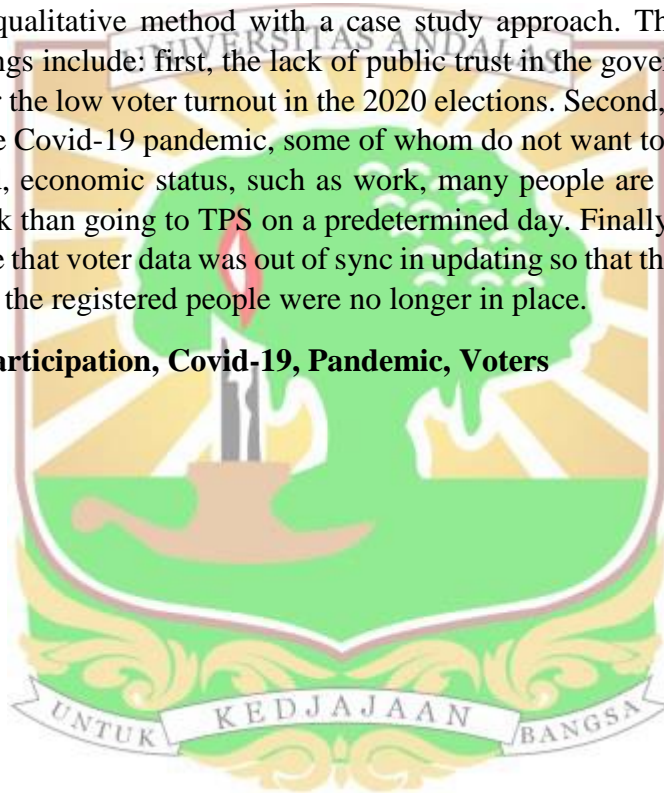 qualitative method with a case study approach. Th
ngs include: first, the lack of public trust in the gover
r the low voter turnout in the 2020 elections. Second,
e Covid-19 pandemic, some of whom do not want to
, economic status, such as work, many people are
k than going to TPS on a predetermined day. Finally
e that voter data was out of sync in updating so that th
the registered people were no longer in place.
articipation, Covid-19, Pandemic, Voters
UNIVERSITAS ANDALAS
UNTUK KEDJAJAAN BANGSA